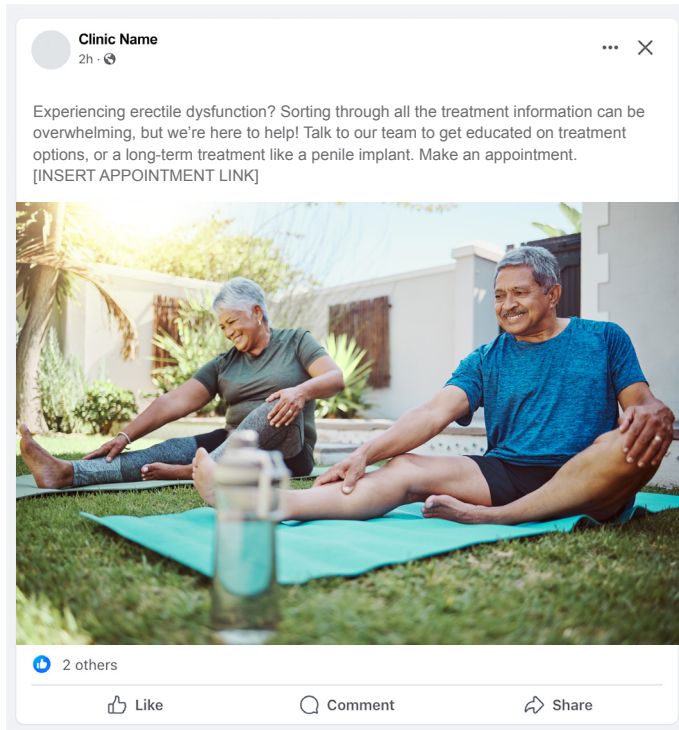 Clinic Name
2h ·
Experiencing erectile dysfunction? Sorting through all the treatment information can be
overwhelming, but we’re here to help! Talk to our team to get educated on treatment
options, or a long-term treatment like a penile implant. Make an appointment.
[INSERT APPOINTMENT LINK]
2 others
Like Comment Share